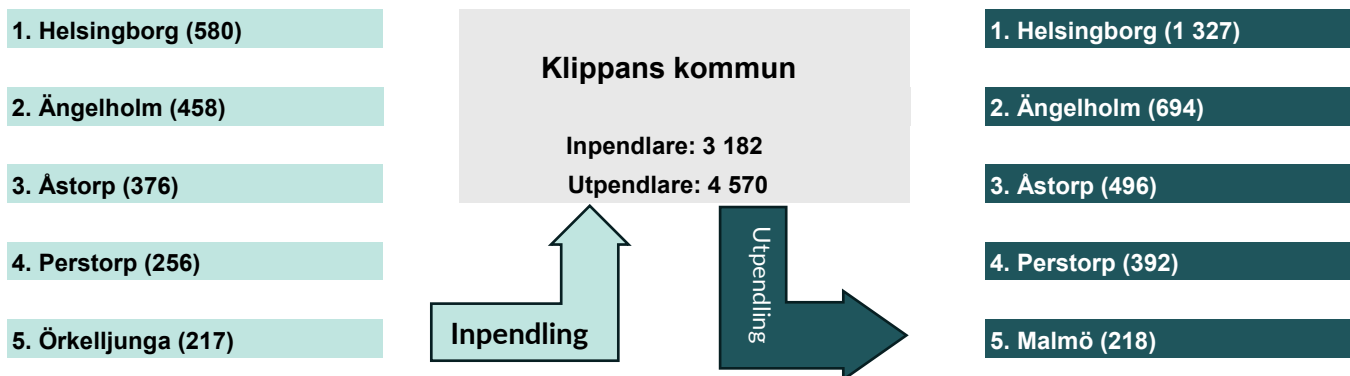 1. Helsingborg (580)
2. Ängelholm (458)
3. Åstorp (376)
4. Perstorp (256)
5. Örkelljunga (217)
Klippans kommun
Inpendlare: 3 182
Utpendlare: 4 570
Inpendling
Utpendling
1. Helsingborg (1 327)
2. Ängelholm (694)
3. Åstorp (496)
4. Perstorp (392)
5. Malmö (218)